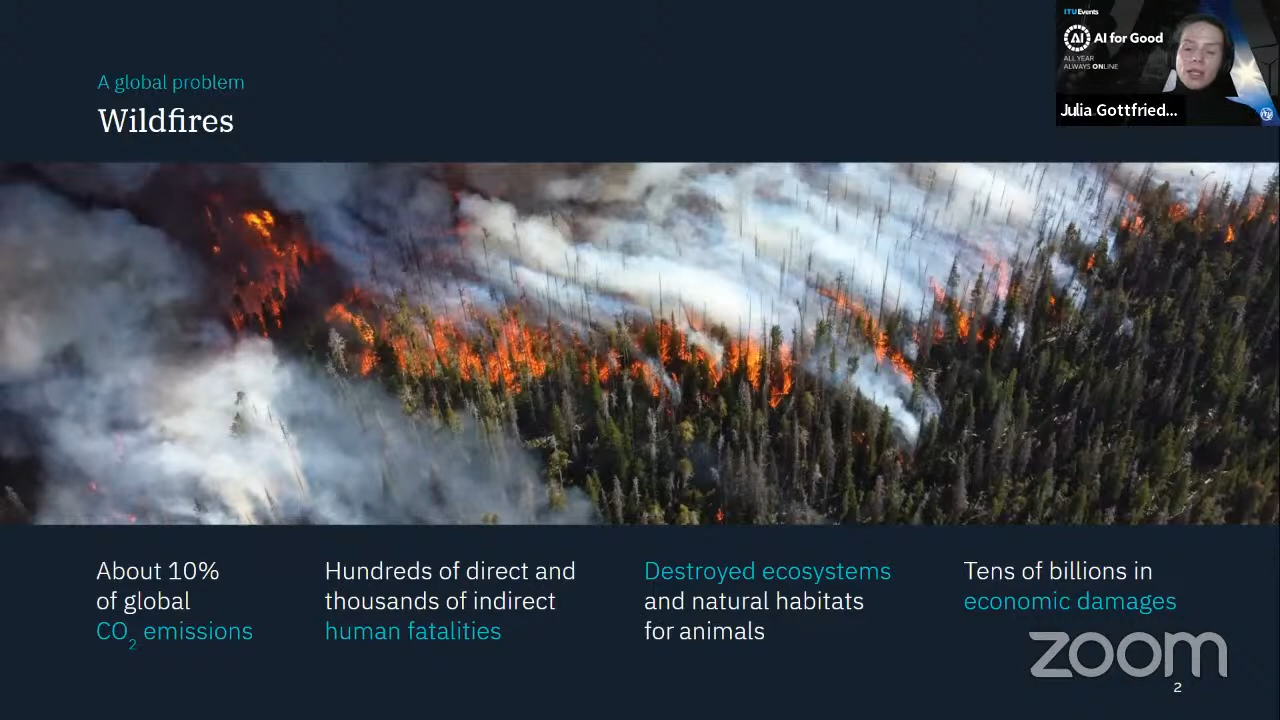 A global problem
Wildfires
ITUEvents
AI
AI for Good
ALL YEAR
ALWAYS ONLINE
Julia Gottfried...
About 10%
of global
CO2 emissions
Hundreds of direct and
thousands of indirect
human fatalities
Destroyed ecosystems
and natural habitats
for animals
Tens of billions in
economic damages
zoom
2